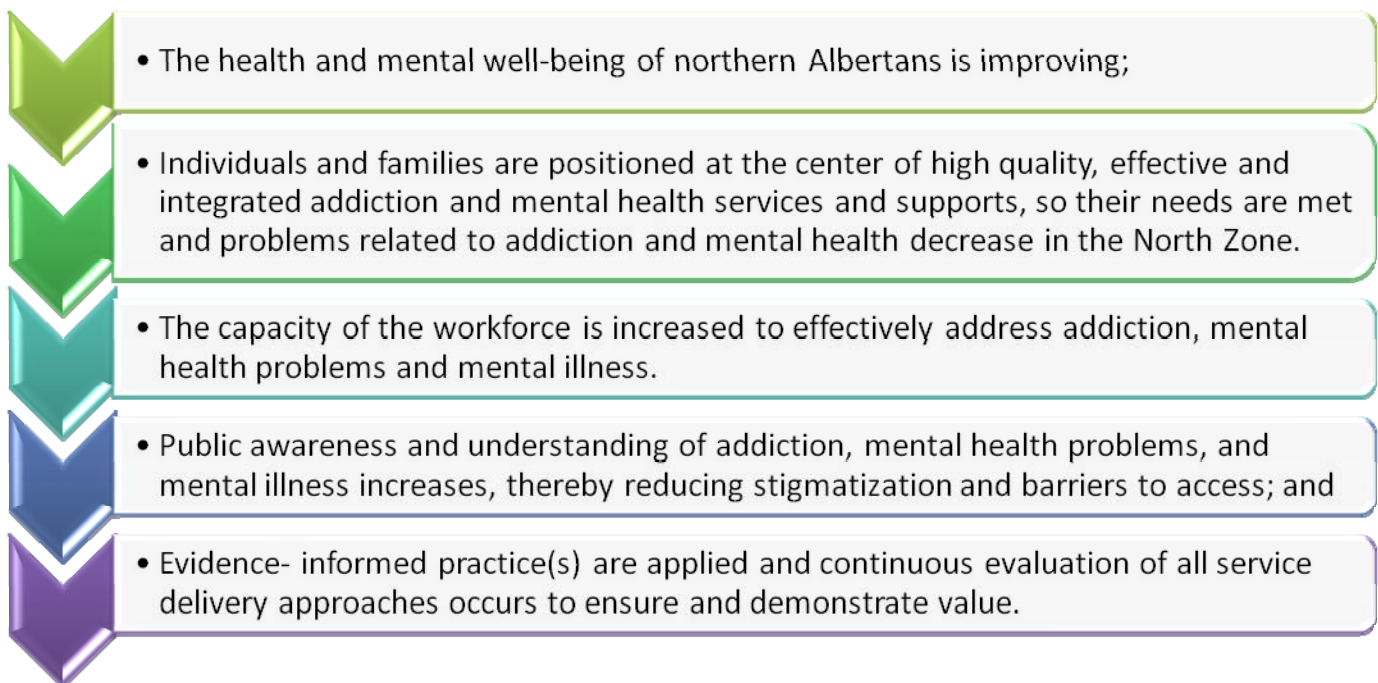 • The health and mental well-being of northern Albertans is improving;
• Individuals and families are positioned at the center of high quality, effective and
integrated addiction and mental health services and supports, so their needs are met
and problems related to addiction and mental health decrease in the North Zone.
• The capacity of the workforce is increased to effectively address addiction, mental
health problems and mental illness.
• Public awareness and understanding of addiction, mental health problems, and
mental illness increases, thereby reducing stigmatization and barriers to access; and
• Evidence- informed practice(s) are applied and continuous evaluation of all service
delivery approaches occurs to ensure and demonstrate value.